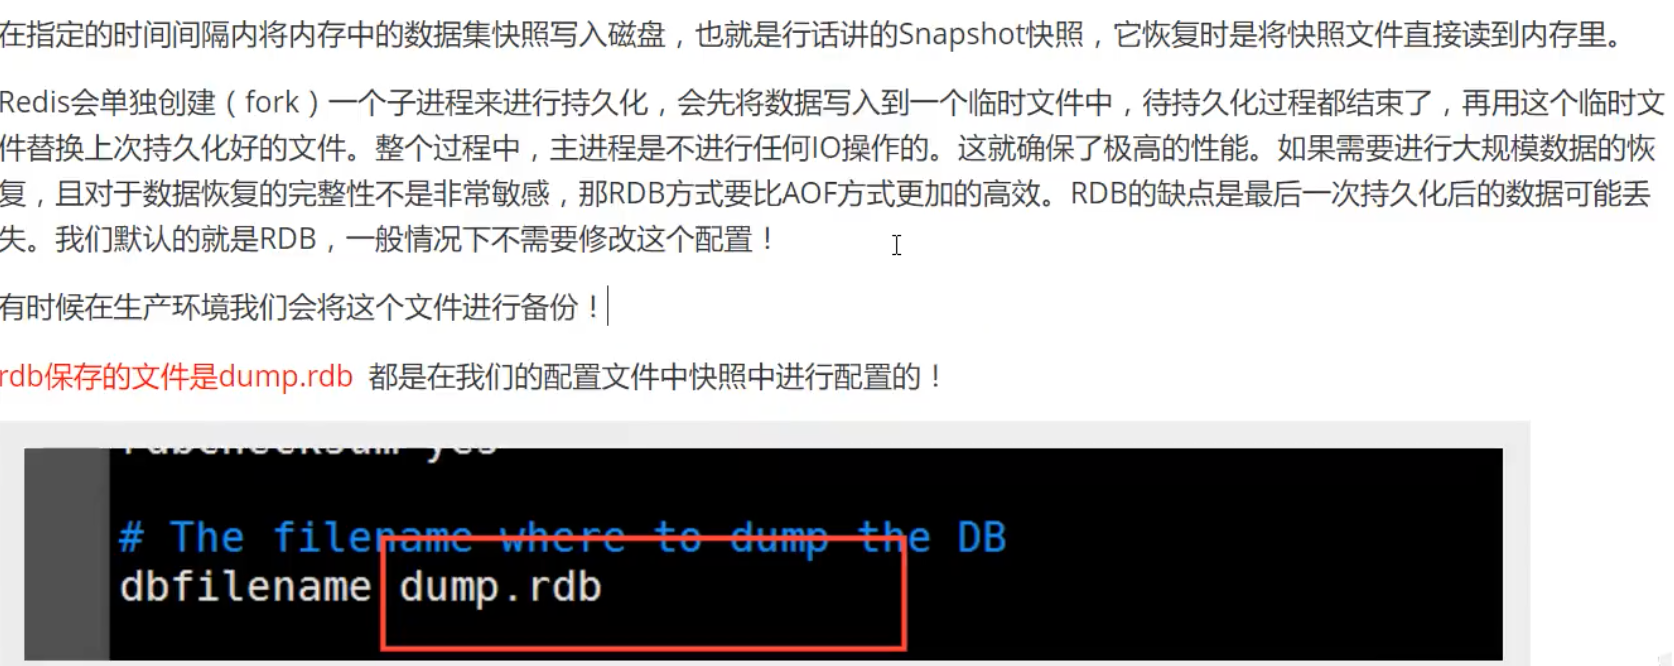 在指定的时间间隔内将内存中的数据集快照写入磁盘，也就是行话讲的Snapshot快照，它恢复时是将快照文件直接读到内存里。
Redis会单独创建（fork）一个子进程来进行持久化，会先将数据写入到一个临时文件中，待持久化过程都结束了，再用这个临时文
件替换上次持久化好的文件。整个过程中，主进程是不进行任何IO操作的。这就确保了极高的性能。如果需要进行大规模数据的恢
复，且对于数据恢复的完整性不是非常敏感，那RDB方式要比AOF方式更加的高效。RDB的缺点是最后一次持久化后的数据可能丢
失。我们默认的就是RDB，一般情况下不需要修改这个配置！
有时候在生产环境我们会将这个文件进行备份！
rdb保存的文件是dump.rdb 都是在我们的配置文件中快照中进行配置的！
rdbchecksum yes
# The filename where to dump the DB
dbfilename dump.rdb